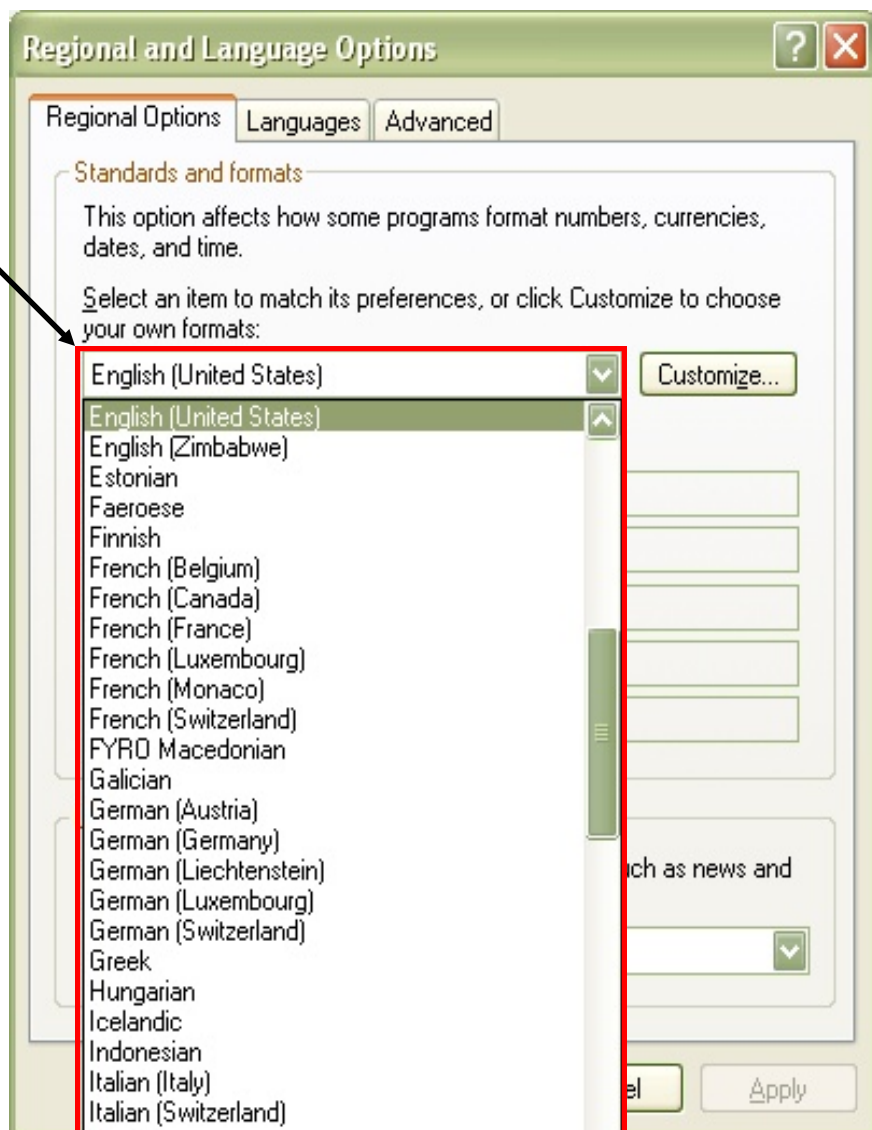 Regional and Language Options
Regional Options Languages Advanced
Standards and formats
This option affects how some programs format numbers, currencies,
dates, and time.
Select an item to match its preferences, or click Customize to choose
your own formats:
English (United States) Customize...
English (United States)
English (Zimbabwe)
Estonian
Faeroese
Finnish
French (Belgium)
French (Canada)
French (France)
French (Luxembourg)
French (Monaco)
French (Switzerland)
FYRO Macedonian
Galician
German (Austria)
German (Germany)
German (Liechtenstein)
as news and
German (Luxembourg)
German (Switzerland)
Greek
Hungarian
Icelandic
Indonesian
Italian (Italy)
Apply
Italian (Switzerland)